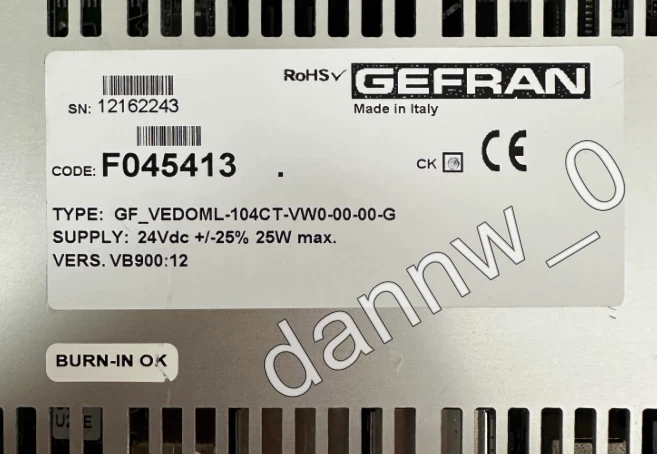 RoHS✓ GEFRAN
SN: 12162243
Made in Italy
CODE: F045413 .
CK CE
TYPE: GF_VEDOML-104CT-VW0-00-00-G
SUPPLY: 24Vdc +/-25% 25W max.
VERS. VB900:12
BURN-IN OK
dannw_0